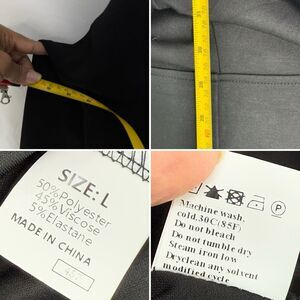 SIZE: L
50%Polyester
45%Viscose
5%Elastane
MADE IN CHINA
Machine wash.
cold.30C(85F)
Do not bleach
Do not tumble dry
Steam iron low
Dryclean any solvent
modified cycle